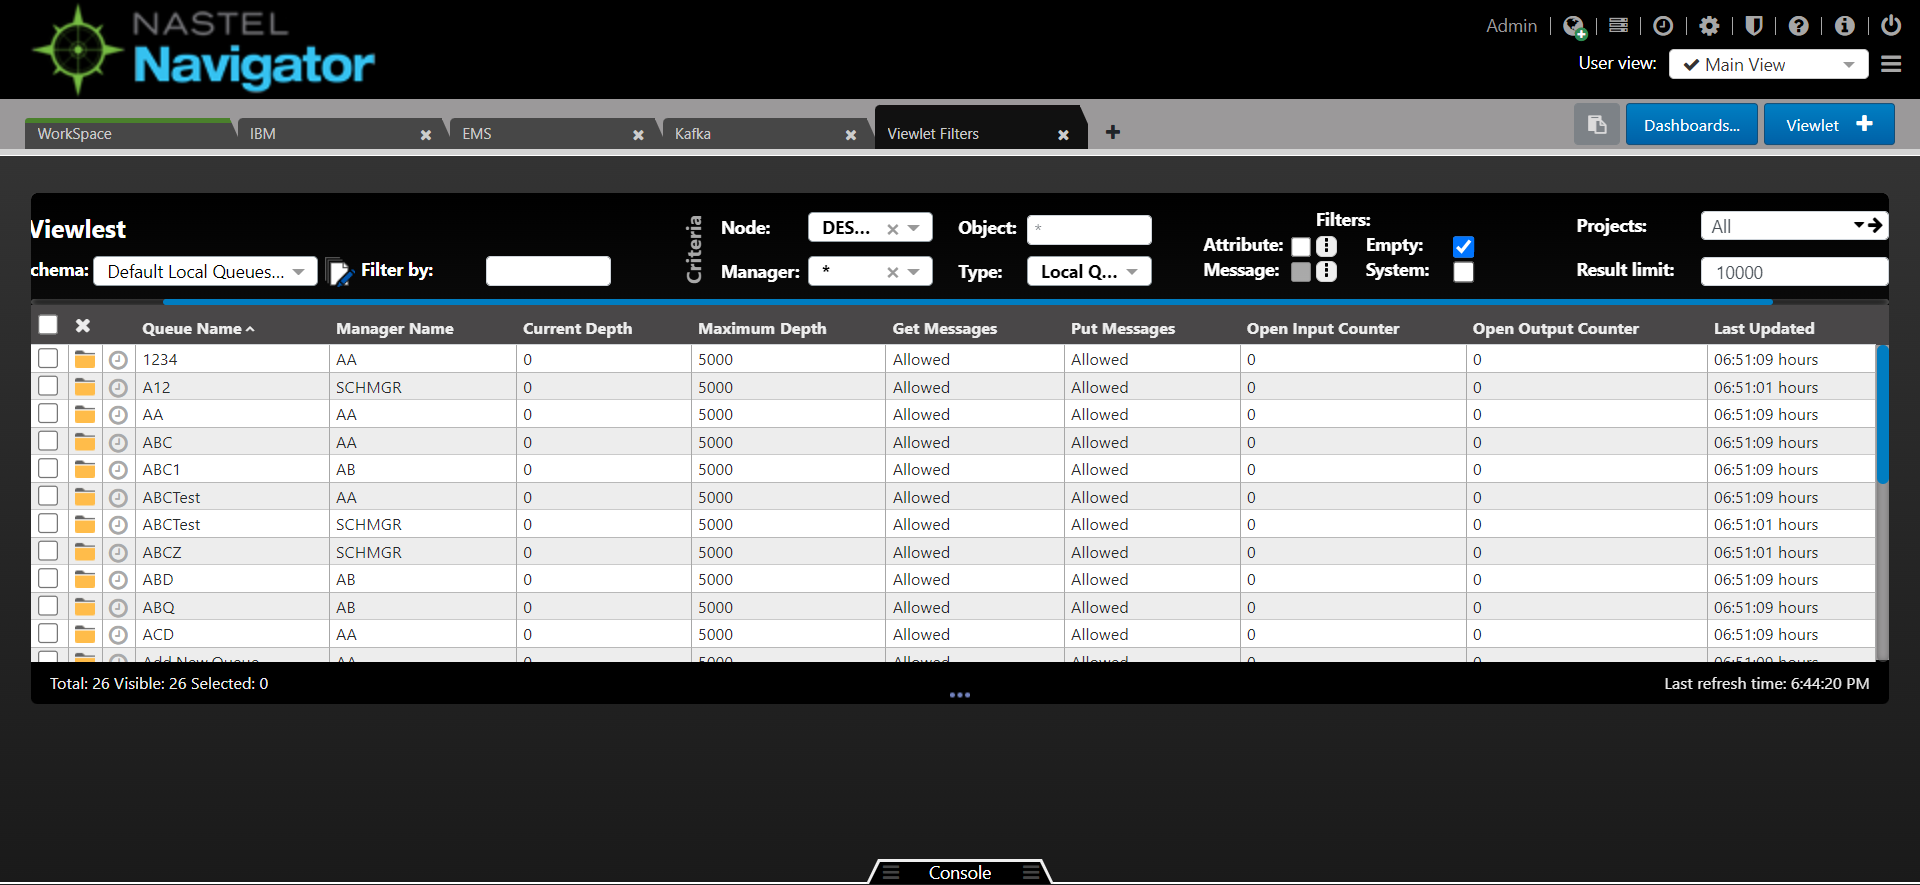 NASTEL
Navigator
Admin
User view: Main View
WorkSpace IBM EMS Kafka Viewlet Filters
Dashboards... Viewlet
Viewlest
chema: Default Local Queues... Filter by:
Criteria
Node: DES... Object: *
Manager: * Type: Local Q...
Filters:
Attribute: Empty:
Message: System:
Projects: All
Result limit: 10000
Queue Name Manager Name Current Depth Maximum Depth Get Messages Put Messages Open Input Counter Open Output Counter Last Updated
1234 AA 0 5000 Allowed Allowed 0 0 06:51:09 hours
A12 SCHMGR 0 5000 Allowed Allowed 0 0 06:51:01 hours
AA AA 0 5000 Allowed Allowed 0 0 06:51:09 hours
ABC AA 0 5000 Allowed Allowed 0 0 06:51:09 hours
ABC1 AB 0 5000 Allowed Allowed 0 0 06:51:09 hours
ABCTest AA 0 5000 Allowed Allowed 0 0 06:51:09 hours
ABCTest SCHMGR 0 5000 Allowed Allowed 0 0 06:51:01 hours
ABCZ SCHMGR 0 5000 Allowed Allowed 0 0 06:51:01 hours
ABD AB 0 5000 Allowed Allowed 0 0 06:51:09 hours
ABQ AB 0 5000 Allowed Allowed 0 0 06:51:09 hours
ACD AA 0 5000 Allowed Allowed 0 0 06:51:09 hours
Add New Queue AA 0 5000 Allowed Allowed 0 0 06:51:09 hours
Total: 26 Visible: 26 Selected: 0
Last refresh time: 6:44:20 PM
Console